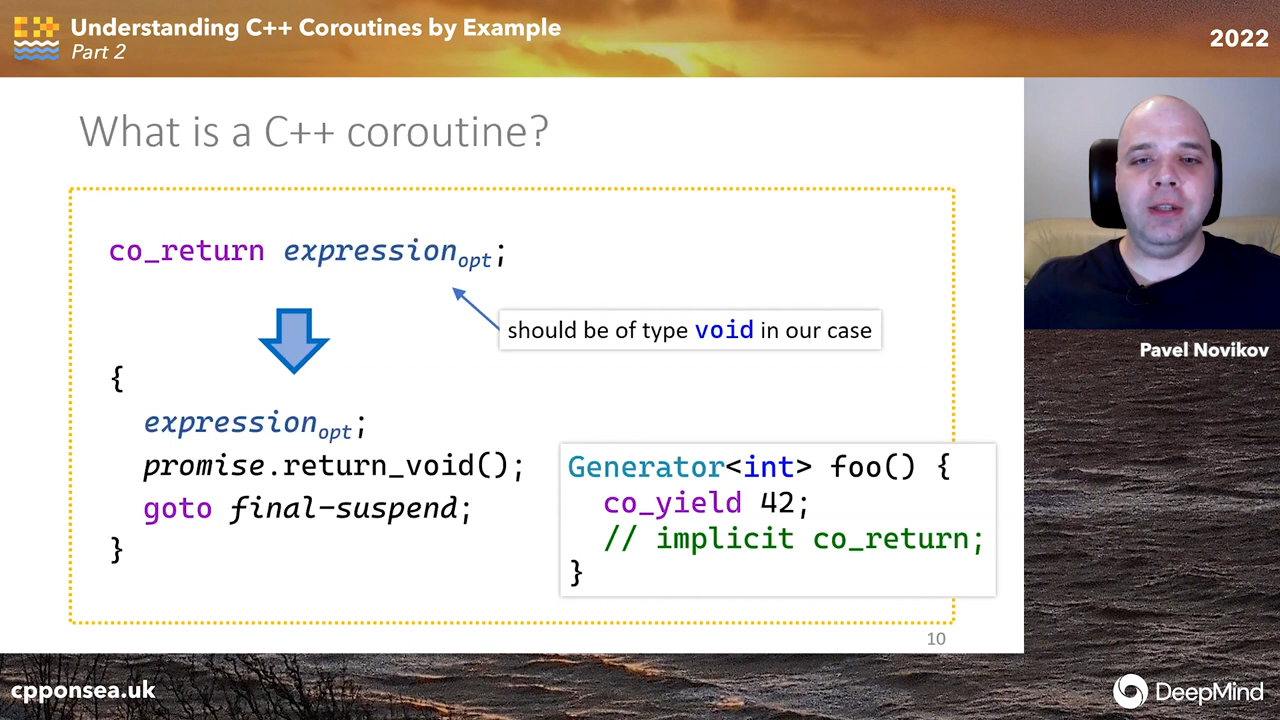 Understanding C++ Coroutines by Example
Part 2
2022
What is a C++ coroutine?
co_return expressionopt;
should be of type void in our case
{
expressionopt;
promise.return_void();
goto final-suspend;
}
Generator<int> foo() {
co_yield 42;
// implicit co_return;
}
10
Pavel Novikov
cpponsea.uk
DeepMind